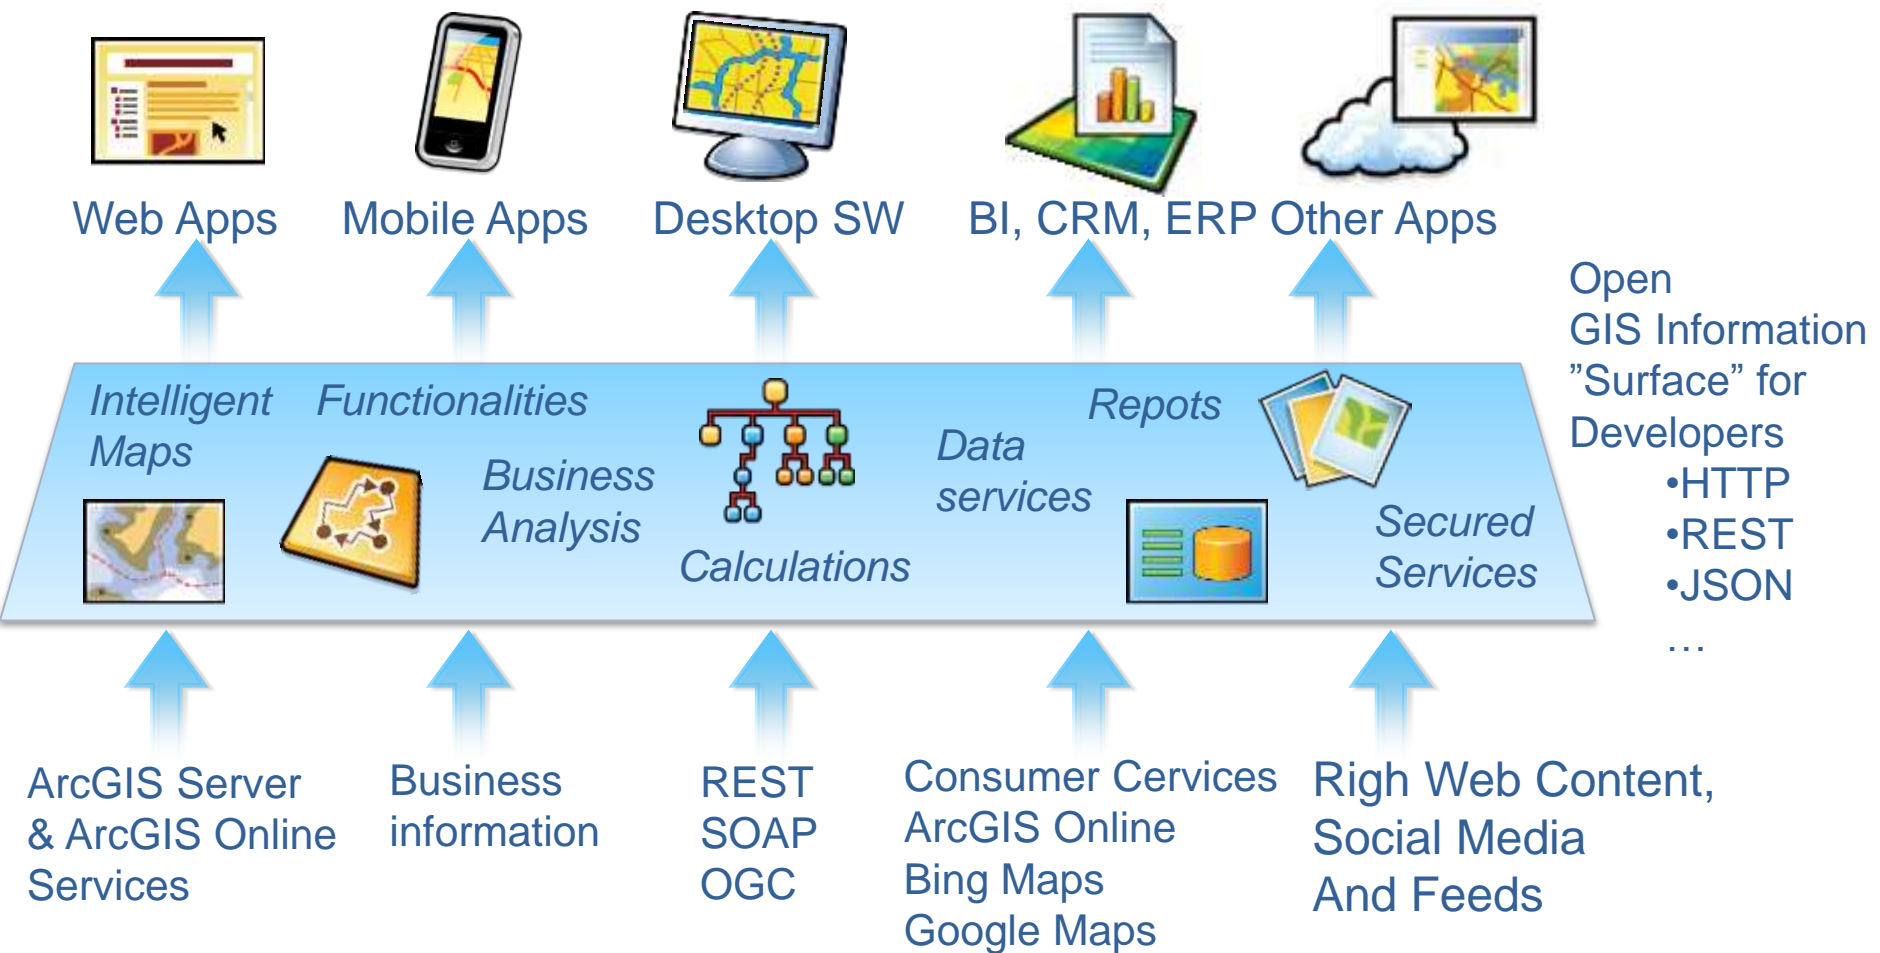 Web Apps
Mobile Apps
Desktop SW
BI, CRM, ERP Other Apps
Open
GIS Information
”Surface” for
Developers
•HTTP
•REST
•JSON
…
Intelligent
Maps
Functionalities
Business
Analysis
Calculations
Data
services
Repots
Secured
Services
ArcGIS Server
& ArcGIS Online
Services
Business
information
REST
SOAP
OGC
Consumer Cervices
ArcGIS Online
Bing Maps
Google Maps
Righ Web Content,
Social Media
And Feeds